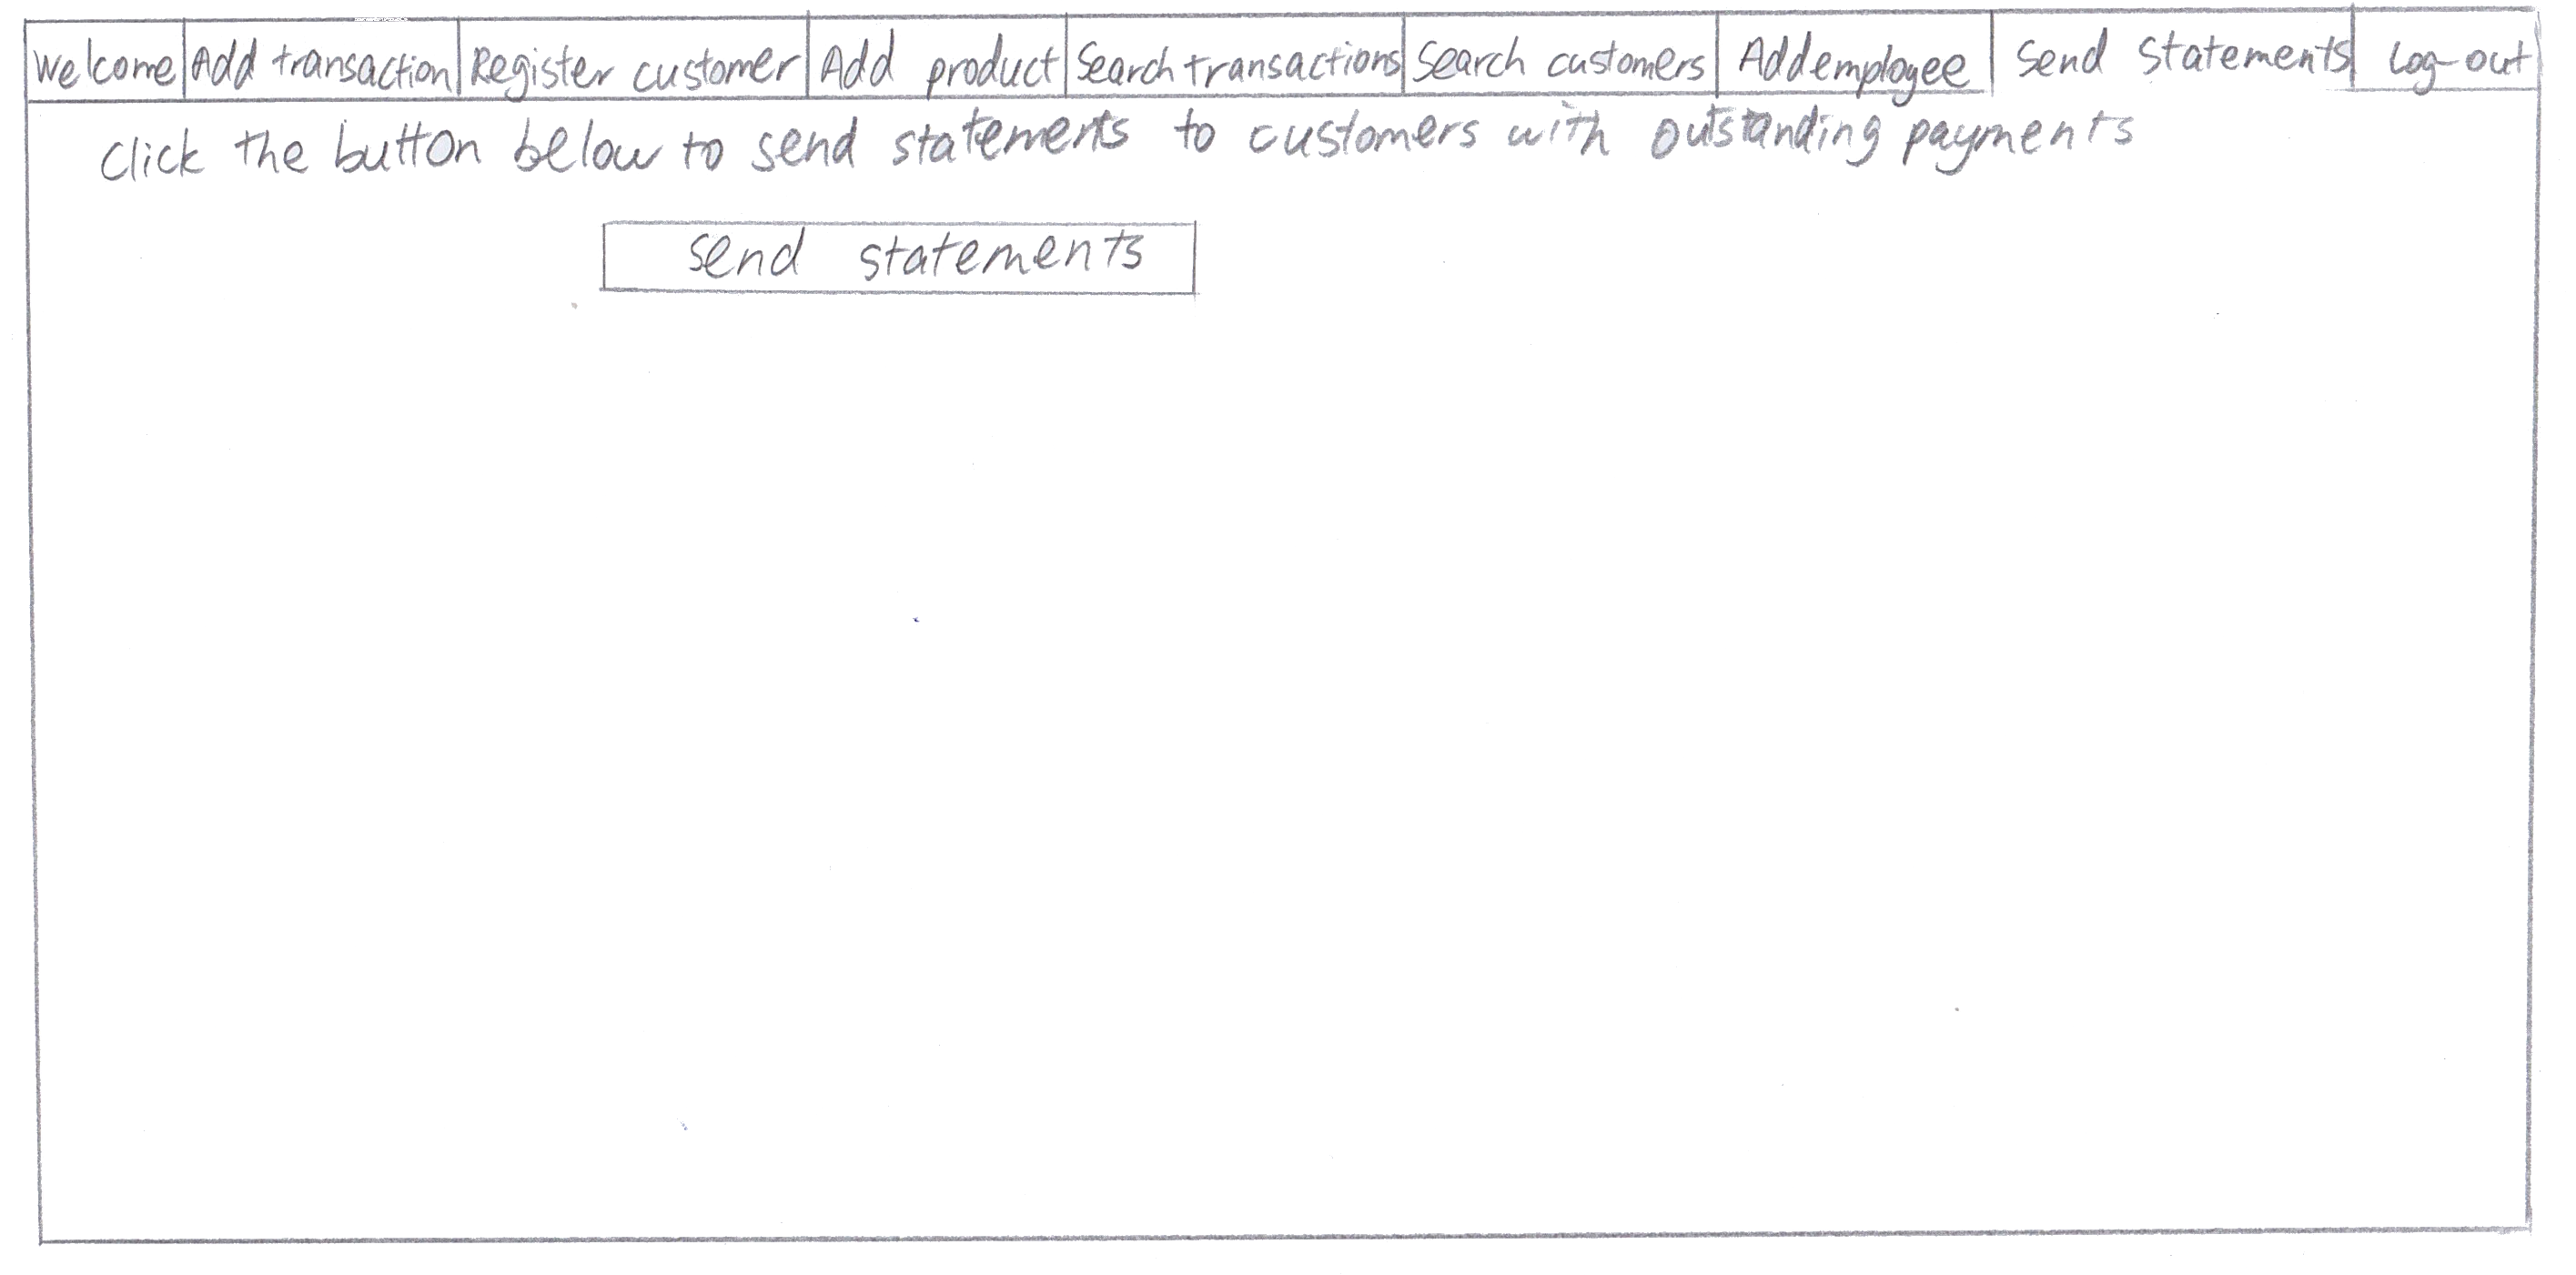 Welcome Add transaction Register customer Add product Search transactions Search customers Add employee Send Statements Log-out
Click the button below to send statements to customers with outstanding payments
Send statements